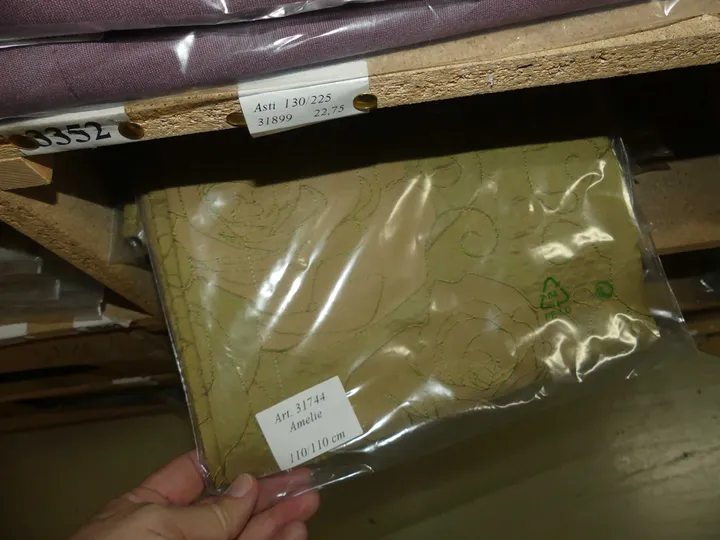 Asti 130/225
31899 22.75
3352
Art. 31744
Amelie
110/110 cm